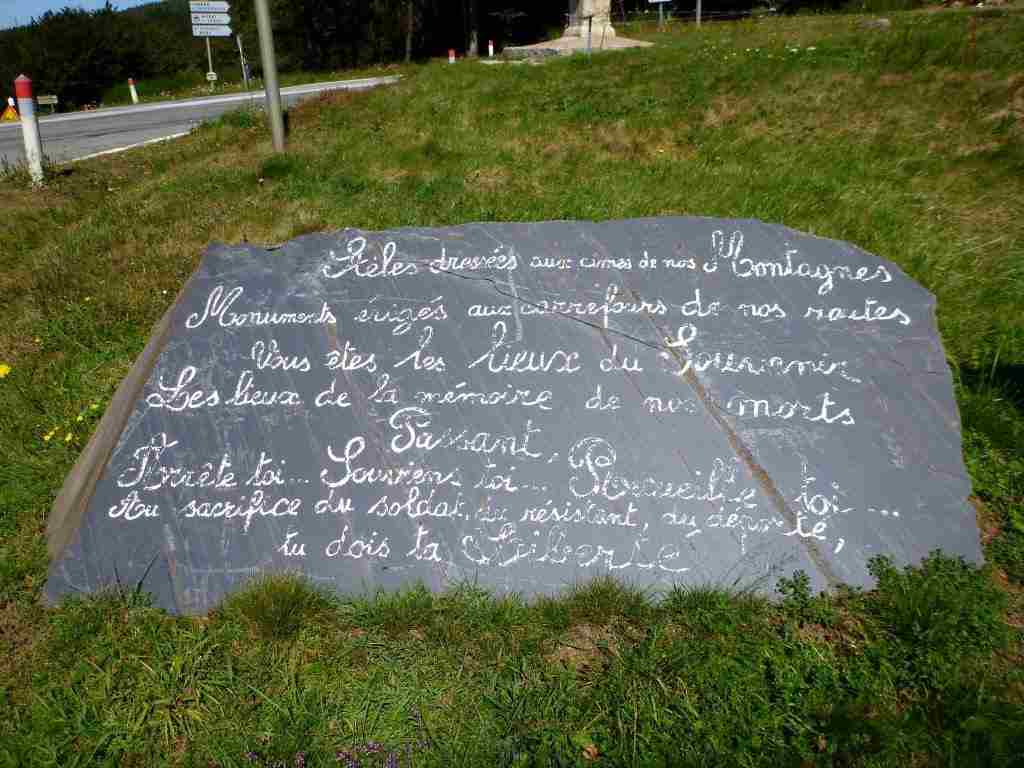 Stèles dressées aux cimes de nos Montagnes
Monuments érigés aux carrefours de nos routes
Vous êtes les lieux du Souvenir
Les lieux de la mémoire de nos morts
Passant,
Arrête toi... Souviens toi... Recueille toi...
Au sacrifice du soldat, du résistant, du déporté,
tu dois ta Liberté